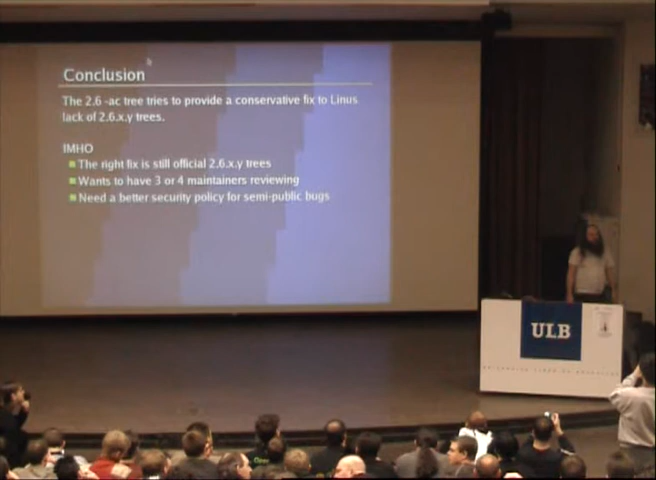 Conclusion
The 2.6 -ac tree tries to provide a conservative fix to Linus
lack of 2.6.x.y trees.
IMHO
The right fix is still official 2.6.x.y trees
Wants to have 3 or 4 maintainers reviewing
Need a better security policy for semi-public bugs
ULB